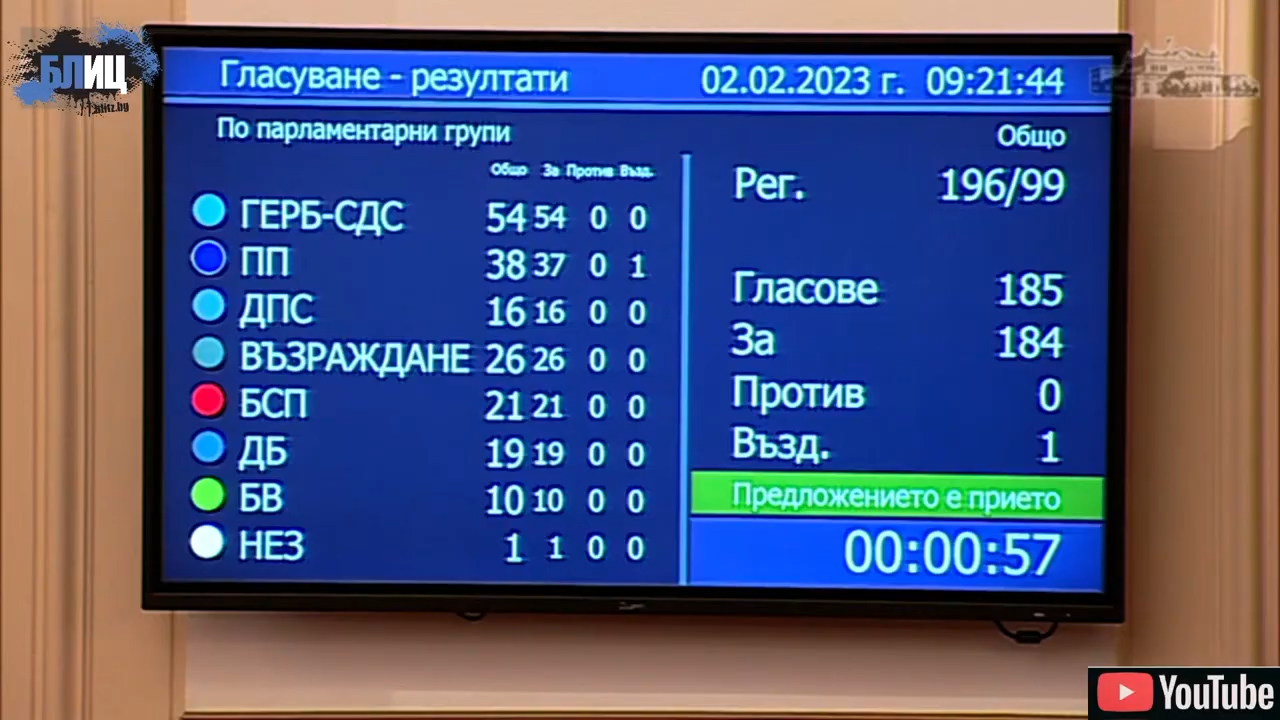 БЛИЦ
Blitz.bg
Гласуване - резултати 02.02.2023 г. 09:21:44
По парламентарни групи Общо
Общо За Против Възд.
ГЕРБ-СДС 54 54 0 0
ПП 38 37 0 1
ДПС 16 16 0 0
ВЪЗРАЖДАНЕ 26 26 0 0
БСП 21 21 0 0
ДБ 19 19 0 0
БВ 10 10 0 0
НЕЗ 1 1 0 0
Рег. 196/99
Гласове 185
За 184
Против 0
Възд. 1
Предложението е прието
00:00:57
YouTube